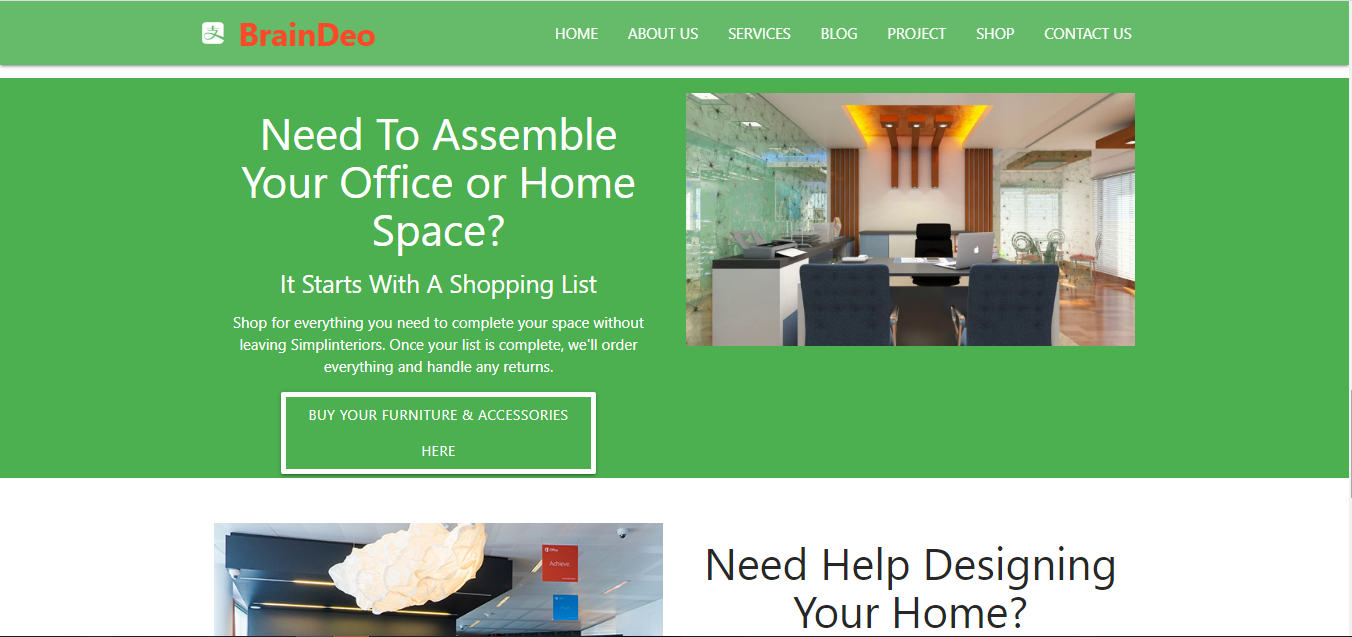 支 BrainDeo
HOME ABOUT US SERVICES BLOG PROJECT SHOP CONTACT US
Need To Assemble
Your Office or Home
Space?
It Starts With A Shopping List
Shop for everything you need to complete your space without
leaving Simplinteriors. Once your list is complete, we'll order
everything and handle any returns.
BUY YOUR FURNITURE & ACCESSORIES
HERE
Office
Achieve.
Need Help Designing
Your Home?